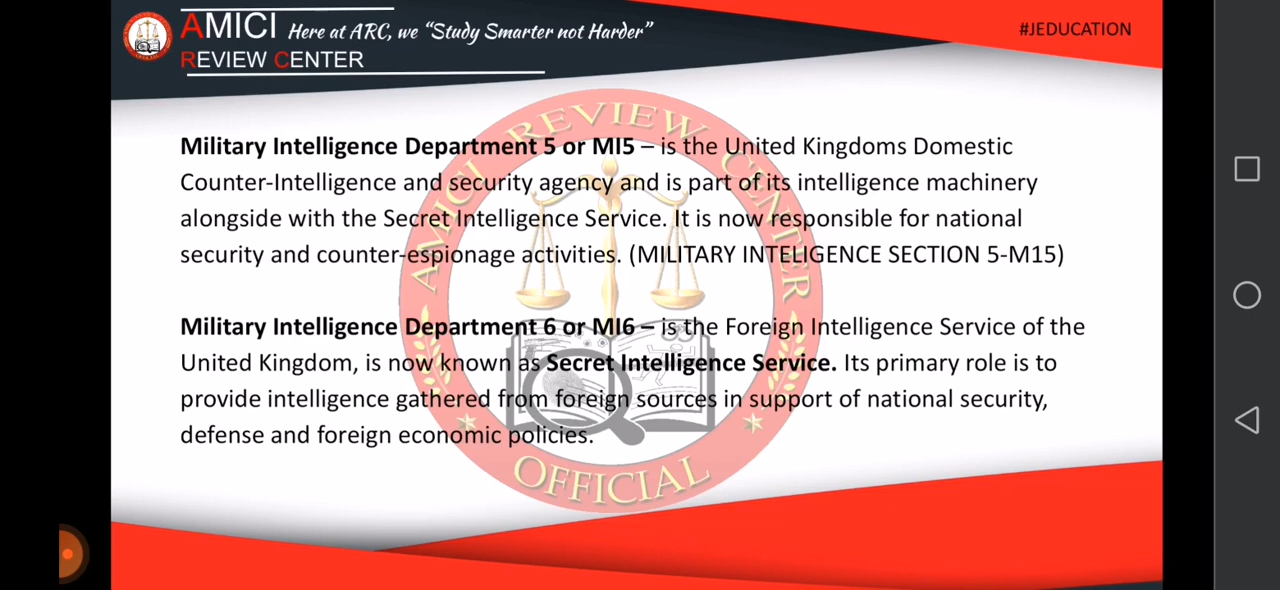 AMICI Here at ARC, we “Study Smarter not Harder”
REVIEW CENTER
#JEDUCATION
Military Intelligence Department 5 or MI5 – is the United Kingdoms Domestic
Counter-Intelligence and security agency and is part of its intelligence machinery
alongside with the Secret Intelligence Service. It is now responsible for national
security and counter-espionage activities. (MILITARY INTELIGENCE SECTION 5-M15)
Military Intelligence Department 6 or MI6 – is the Foreign Intelligence Service of the
United Kingdom, is now known as Secret Intelligence Service. Its primary role is to
provide intelligence gathered from foreign sources in support of national security,
defense and foreign economic policies.
AMICI REVIEW CENTER
OFFICIAL